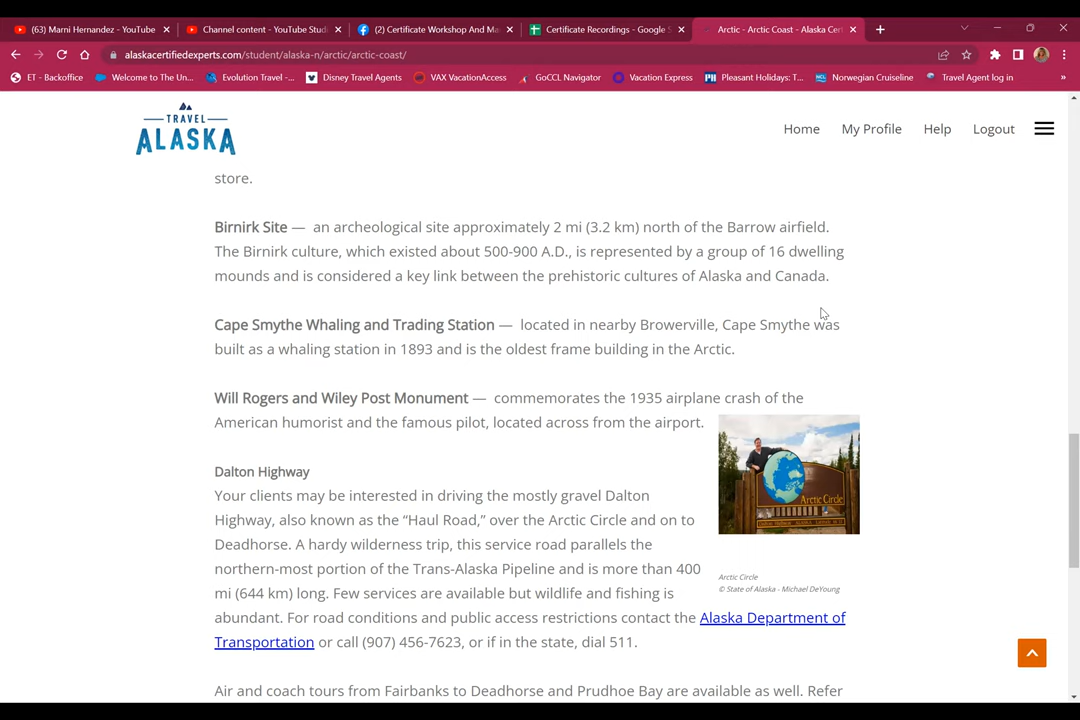 (63) Marni Hernandez - YouTube
Channel content - YouTube Studi
(2) Certificate Workshop And Ma
Certificate Recordings - Google S
Arctic - Arctic Coast - Alaska Cer
alaskacertifiedexperts.com/student/alaska-n/arctic/arctic-coast/
ET - Backoffice
Welcome to The Un...
Evolution Travel -...
Disney Travel Agents
VAX VacationAccess
GoCCL Navigator
Vacation Express
Pleasant Holidays: T...
Norwegian Cruiseline
Travel Agent log in
»
TRAVEL
ALASKA
Home
My Profile
Help
Logout
store.
Birnirk Site — an archeological site approximately 2 mi (3.2 km) north of the Barrow airfield.
The Birnirk culture, which existed about 500-900 A.D., is represented by a group of 16 dwelling
mounds and is considered a key link between the prehistoric cultures of Alaska and Canada.
Cape Smythe Whaling and Trading Station — located in nearby Browerville, Cape Smythe was
built as a whaling station in 1893 and is the oldest frame building in the Arctic.
Will Rogers and Wiley Post Monument — commemorates the 1935 airplane crash of the
American humorist and the famous pilot, located across from the airport.
Arctic Circle
Dalton Highway
Your clients may be interested in driving the mostly gravel Dalton
Highway, also known as the “Haul Road,” over the Arctic Circle and on to
Deadhorse. A hardy wilderness trip, this service road parallels the
northern-most portion of the Trans-Alaska Pipeline and is more than 400
mi (644 km) long. Few services are available but wildlife and fishing is
Arctic Circle
© State of Alaska - Michael DeYoung
abundant. For road conditions and public access restrictions contact the Alaska Department of
Transportation or call (907) 456-7623, or if in the state, dial 511.
Air and coach tours from Fairbanks to Deadhorse and Prudhoe Bay are available as well. Refer